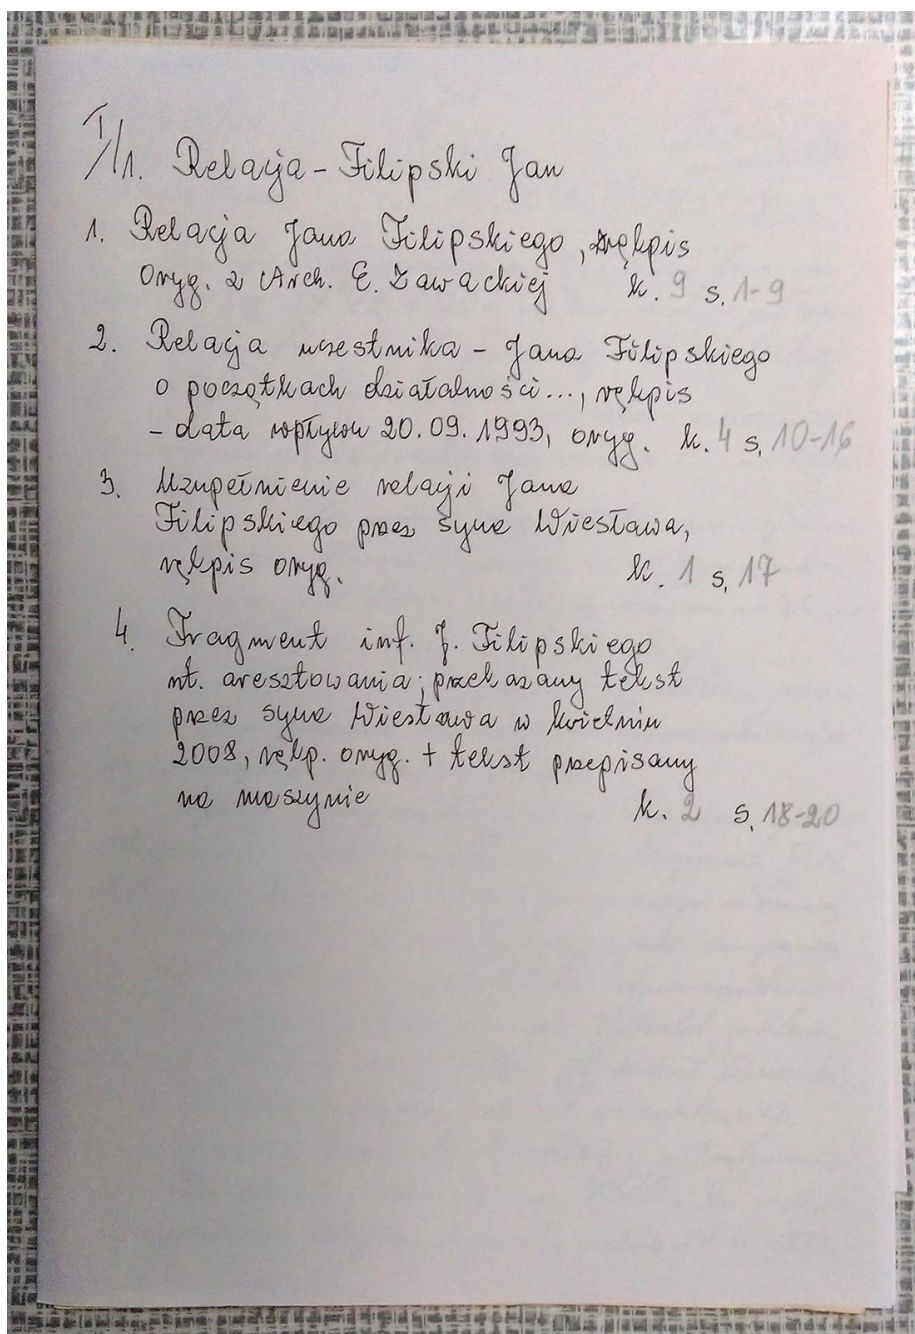 I/1. Relacja - Filipski Jan
1. Relacja Jana Filipskiego, rękpis
oryg. z Arch. E. Zawackiej k. 9 s. 1-9
2. Relacja uczestnika - Jana Filipskiego
o początkach działalności..., rękpis
- data wpływu 20.09.1993, oryg. k. 4 s. 10-16
3. Uzupełnienie relacji Jana
Filipskiego przez syna Wiesława,
rękpis oryg. k. 1 s. 17
4. Fragment inf. J. Filipskiego
nt. aresztowania; przekazany tekst
przez syna Wiesława w kwietniu
2008, rękp. oryg. + tekst przepisany
na maszynie k. 2 s. 18-20